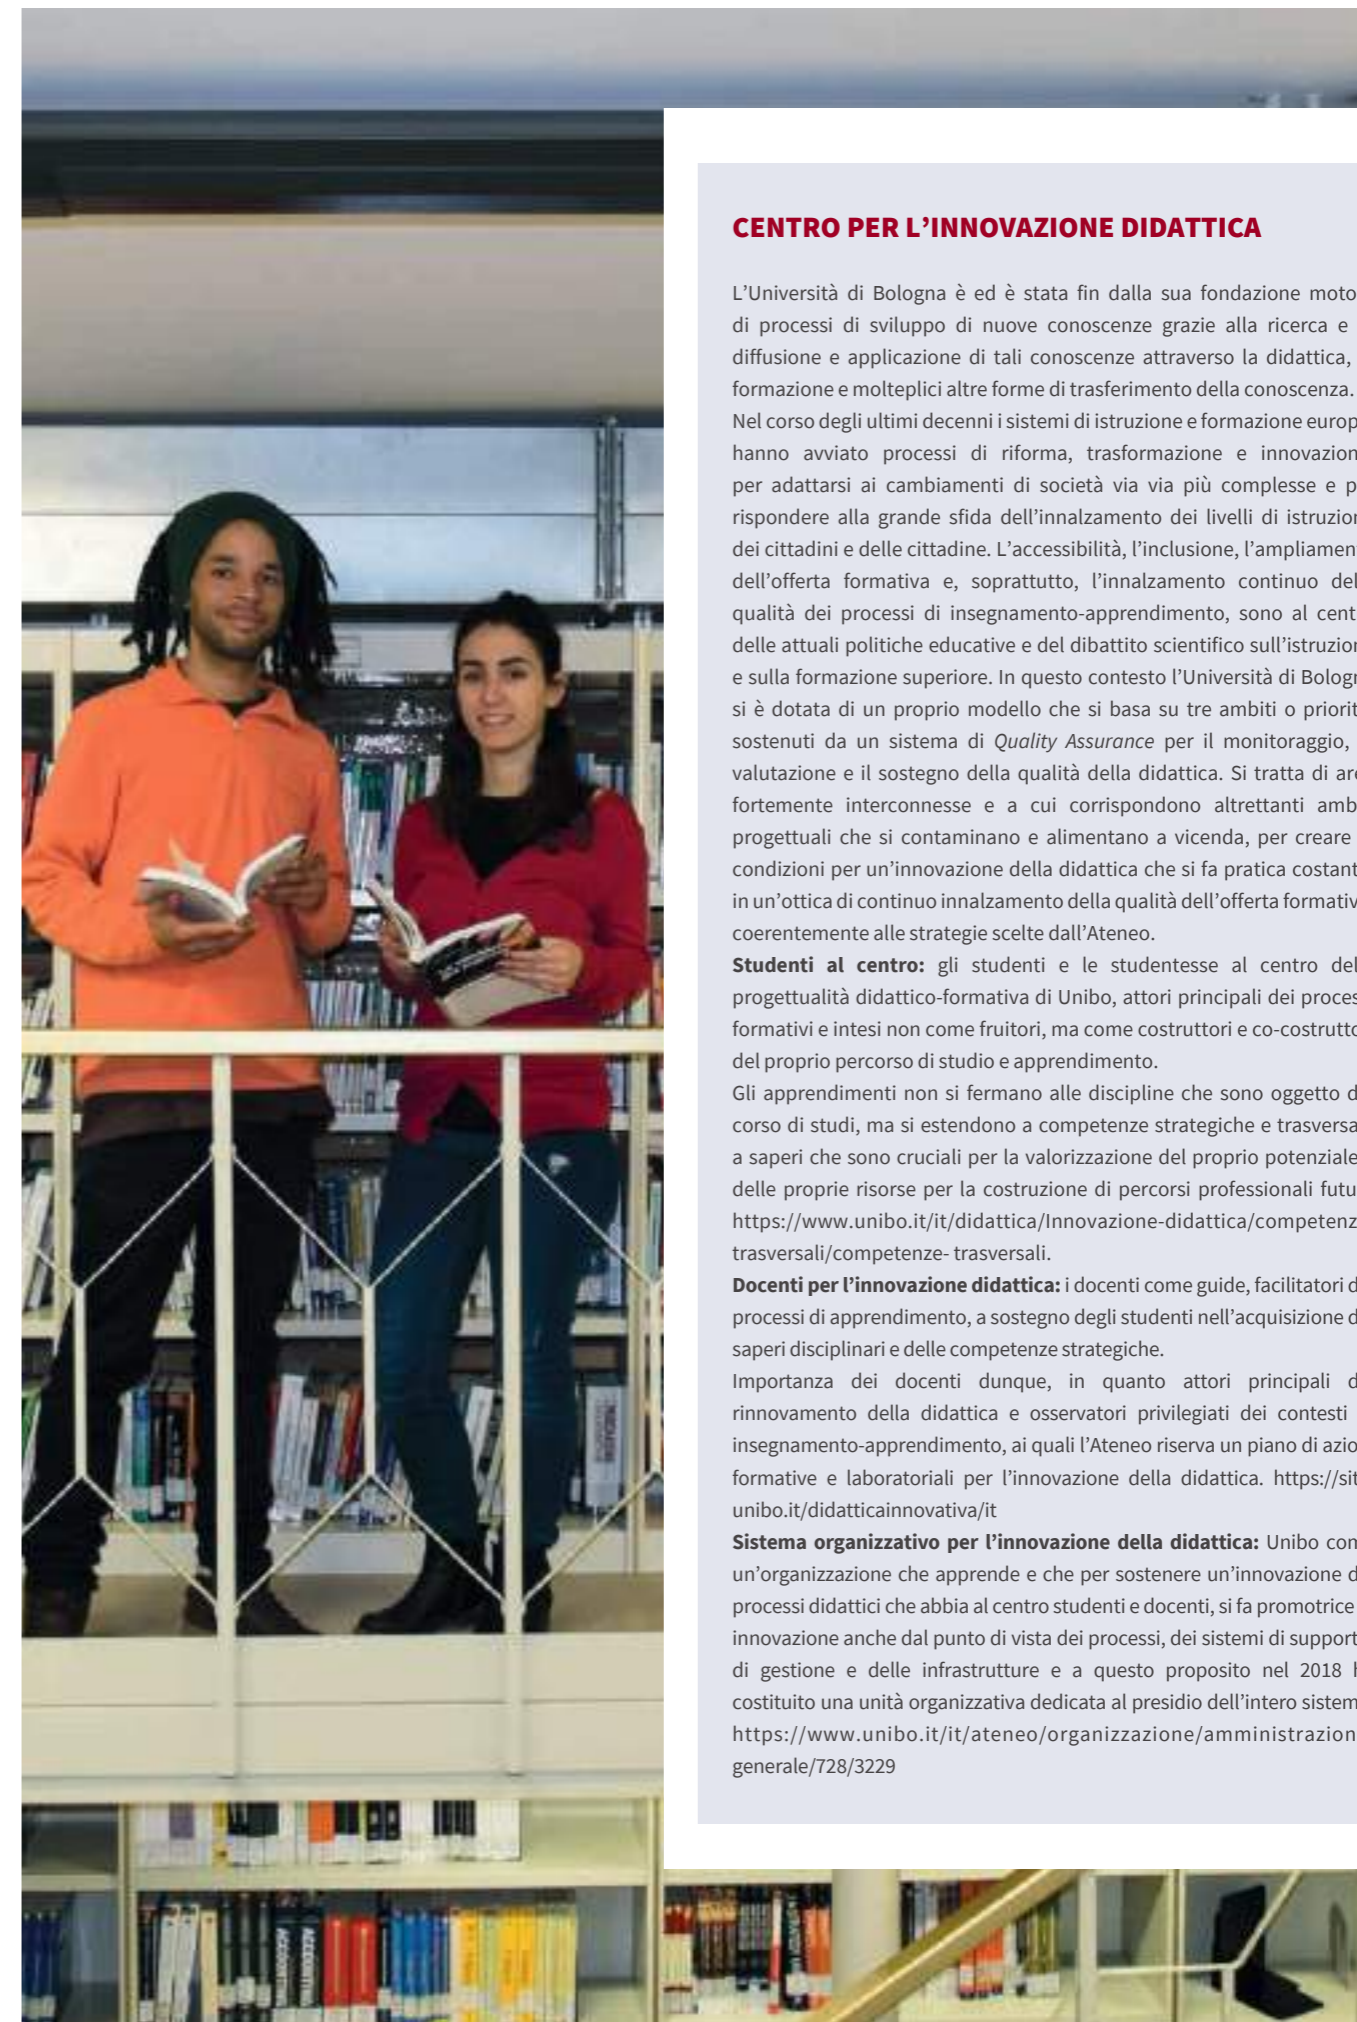 CENTRO PER L’INNOVAZIONE DIDATTICA
L’Università di Bologna è ed è stata fin dalla sua fondazione moto
di processi di sviluppo di nuove conoscenze grazie alla ricerca e
diffusione e applicazione di tali conoscenze attraverso la didattica,
formazione e molteplici altre forme di trasferimento della conoscenza.
Nel corso degli ultimi decenni i sistemi di istruzione e formazione europ
hanno avviato processi di riforma, trasformazione e innovazion
per adattarsi ai cambiamenti di società via via più complesse e p
rispondere alla grande sfida dell’innalzamento dei livelli di istruzion
dei cittadini e delle cittadine. L’accessibilità, l’inclusione, l’ampliamen
dell’offerta formativa e, soprattutto, l’innalzamento continuo del
qualità dei processi di insegnamento-apprendimento, sono al cent
delle attuali politiche educative e del dibattito scientifico sull’istruzion
e sulla formazione superiore. In questo contesto l’Università di Bologn
si è dotata di un proprio modello che si basa su tre ambiti o priorit
sostenuti da un sistema di Quality Assurance per il monitoraggio,
valutazione e il sostegno della qualità della didattica. Si tratta di are
fortemente interconnesse e a cui corrispondono altrettanti amb
progettuali che si contaminano e alimentano a vicenda, per creare
condizioni per un’innovazione della didattica che si fa pratica costant
in un’ottica di continuo innalzamento della qualità dell’offerta formativ
coerentemente alle strategie scelte dall’Ateneo.
Studenti al centro: gli studenti e le studentesse al centro del
progettualità didattico-formativa di Unibo, attori principali dei proces
formativi e intesi non come fruitori, ma come costruttori e co-costrutto
del proprio percorso di studio e apprendimento.
Gli apprendimenti non si fermano alle discipline che sono oggetto d
corso di studi, ma si estendono a competenze strategiche e trasversa
a saperi che sono cruciali per la valorizzazione del proprio potenziale
delle proprie risorse per la costruzione di percorsi professionali futu
https://www.unibo.it/it/didattica/Innovazione-didattica/competenz
trasversali/competenze- trasversali.
Docenti per l’innovazione didattica: i docenti come guide, facilitatori d
processi di apprendimento, a sostegno degli studenti nell’acquisizione d
saperi disciplinari e delle competenze strategiche.
Importanza dei docenti dunque, in quanto attori principali d
rinnovamento della didattica e osservatori privilegiati dei contesti
insegnamento-apprendimento, ai quali l’Ateneo riserva un piano di azio
formative e laboratoriali per l’innovazione della didattica. https://sit
unibo.it/didatticainnovativa/it
Sistema organizzativo per l’innovazione della didattica: Unibo com
un’organizzazione che apprende e che per sostenere un’innovazione d
processi didattici che abbia al centro studenti e docenti, si fa promotrice
innovazione anche dal punto di vista dei processi, dei sistemi di support
di gestione e delle infrastrutture e a questo proposito nel 2018 h
costituito una unità organizzativa dedicata al presidio dell’intero sistem
https://www.unibo.it/it/ateneo/organizzazione/amministrazion
generale/728/3229